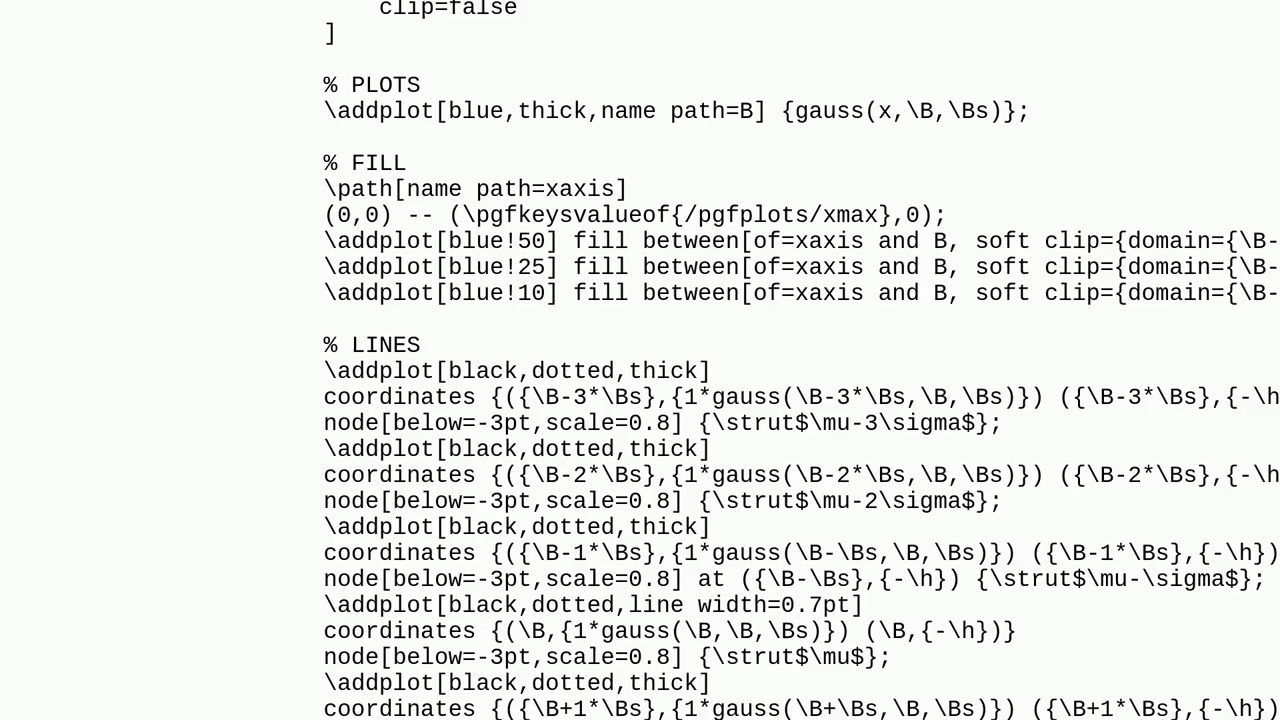 clip=false
]
% PLOTS
\addplot[blue,thick,name path=B] {gauss(x,\B,\Bs)};
% FILL
\path[name path=xaxis]
(0,0) -- (\pgfkeysvalueof{/pgfplots/xmax},0);
\addplot[blue!50] fill between[of=xaxis and B, soft clip={domain={\B-
\addplot[blue!25] fill between[of=xaxis and B, soft clip={domain={\B-
\addplot[blue!10] fill between[of=xaxis and B, soft clip={domain={\B-
% LINES
\addplot[black,dotted,thick]
coordinates {({\B-3*\Bs},{1*gauss(\B-3*\Bs,\B,\Bs)}) ({\B-3*\Bs},{-\h
node[below=-3pt,scale=0.8] {\strut$\mu-3\sigma$};
\addplot[black,dotted,thick]
coordinates {({\B-2*\Bs},{1*gauss(\B-2*\Bs,\B,\Bs)}) ({\B-2*\Bs},{-\h
node[below=-3pt,scale=0.8] {\strut$\mu-2\sigma$};
\addplot[black,dotted,thick]
coordinates {({\B-1*\Bs},{1*gauss(\B-\Bs,\B,\Bs)}) ({\B-1*\Bs},{-\h})
node[below=-3pt,scale=0.8] at ({\B-\Bs},{-\h}) {\strut$\mu-\sigma$};
\addplot[black,dotted,line width=0.7pt]
coordinates {(\B,{1*gauss(\B,\B,\Bs)}) (\B,{-\h})}
node[below=-3pt,scale=0.8] {\strut$\mu$};
\addplot[black,dotted,thick]
coordinates {({\B+1*\Bs},{1*gauss(\B+\Bs,\B,\Bs)}) ({\B+1*\Bs},{-\h})